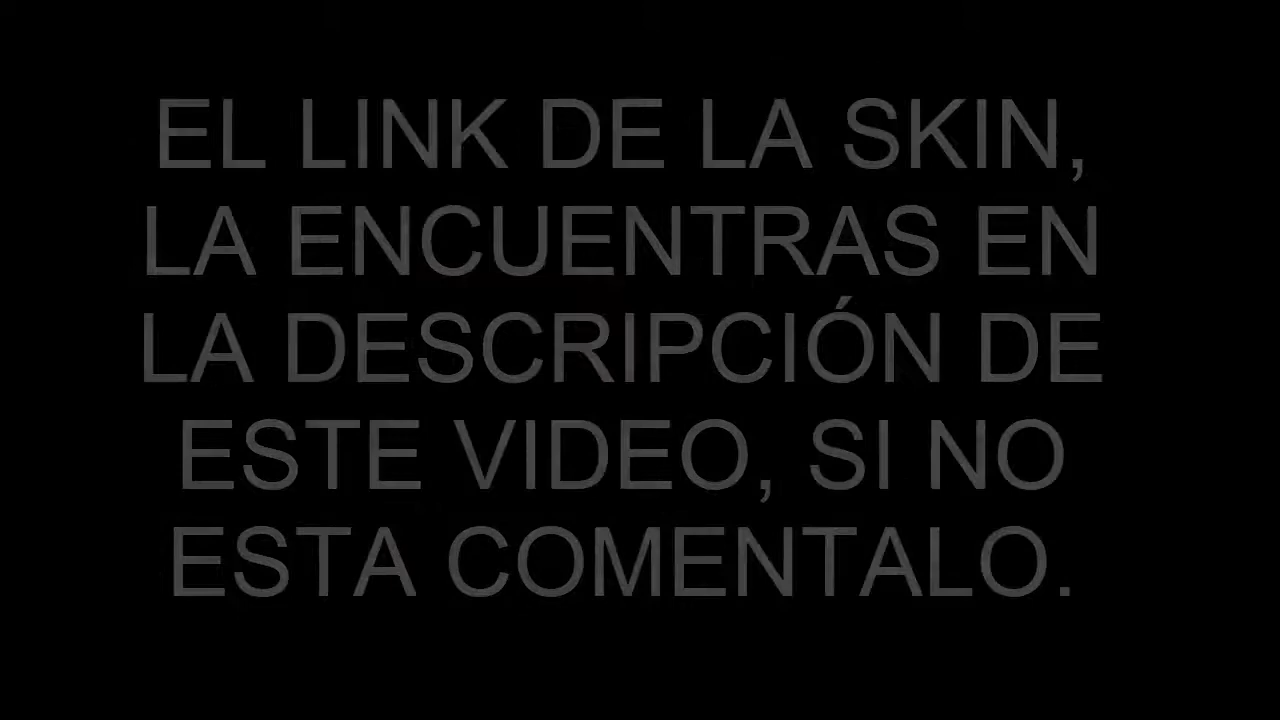 EL LINK DE LA SKIN,
LA ENCUENTRAS EN
LA DESCRIPCIÓN DE
ESTE VIDEO, SI NO
ESTA COMENTALO.